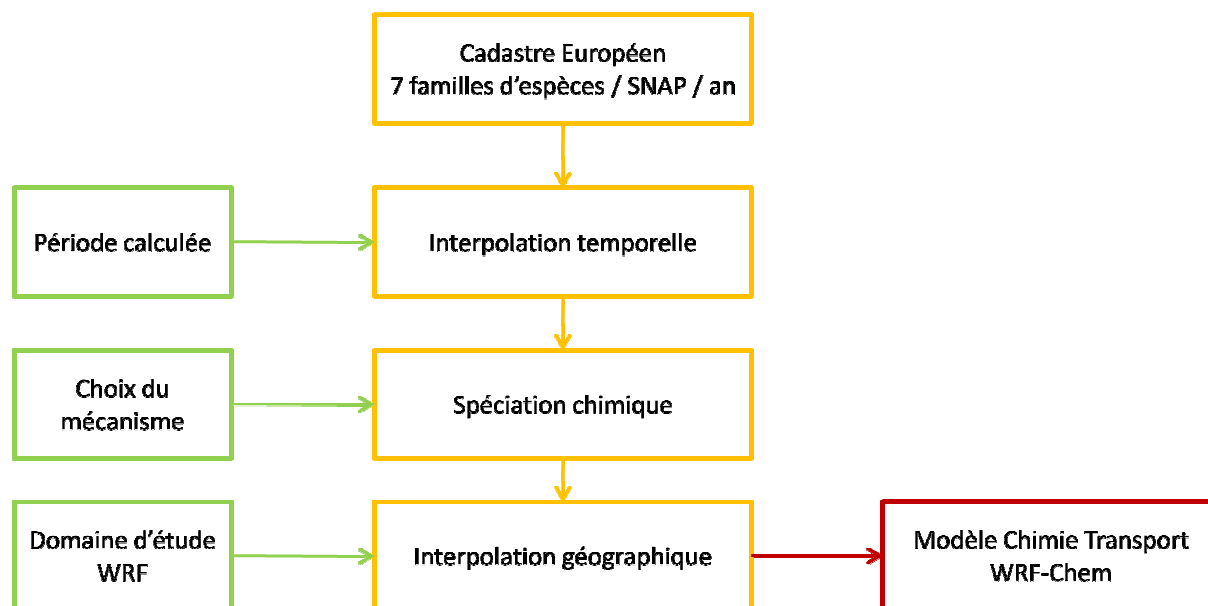 Cadastre Européen
7 familles d'espèces / SNAP / an
Période calculée
Interpolation temporelle
Choix du
mécanisme
Spéciation chimique
Domaine d'étude
WRF
Interpolation géographique
Modèle Chimie Transport
WRF-Chem